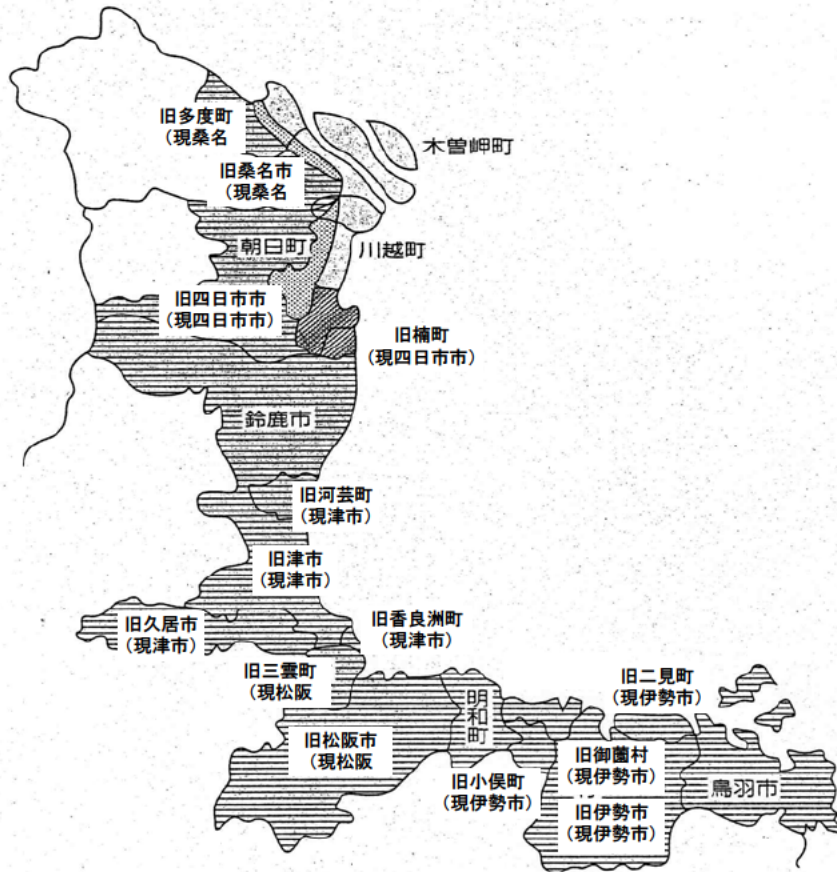 旧多度町
(現桑名
木曽岬町
旧桑名市
(現桑名
朝日町
川越町
旧四日市市
(現四日市市)
旧楠町
(現四日市市)
鈴鹿市
旧河芸町
(現津市)
旧津市
(現津市)
旧久居市
(現津市)
旧香良洲町
(現津市)
旧三雲町
(現松阪
旧二見町
(現伊勢市)
明和町
旧松阪市
(現松阪
旧小俣町
(現伊勢市)
旧御薗村
(現伊勢市)
鳥羽市
旧伊勢市
(現伊勢市)